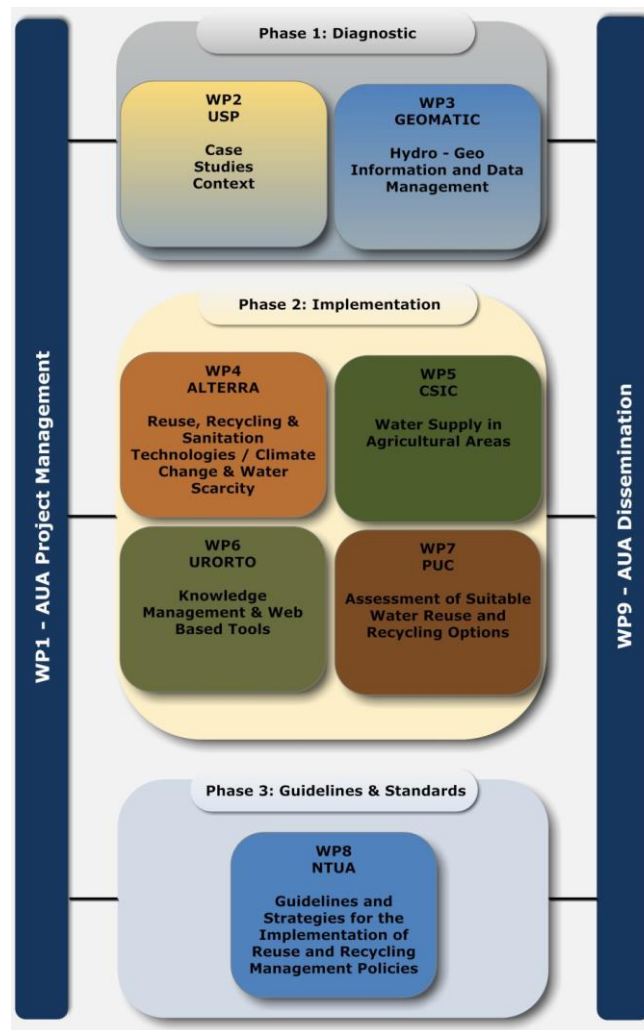 Phase 1: Diagnostic
WP2
USP
Case
Studies
Context
WP3
GEOMATIC
Hydro - Geo
Information and Data
Management
Phase 2: Implementation
WP4
ALTERRA
Reuse, Recycling &
Sanitation
Technologies / Climate
Change & Water
Scarcity
WP5
CSIC
Water Supply in
Agricultural Areas
WP6
URORTO
Knowledge
Management & Web
Based Tools
WP7
PUC
Assessment of Suitable
Water Reuse and
Recycling Options
Phase 3: Guidelines & Standards
WP8
NTUA
Guidelines and
Strategies for the
Implementation of
Reuse and Recycling
Management Policies
WP1 - AUA Project Management
WP9 - AUA Dissemination